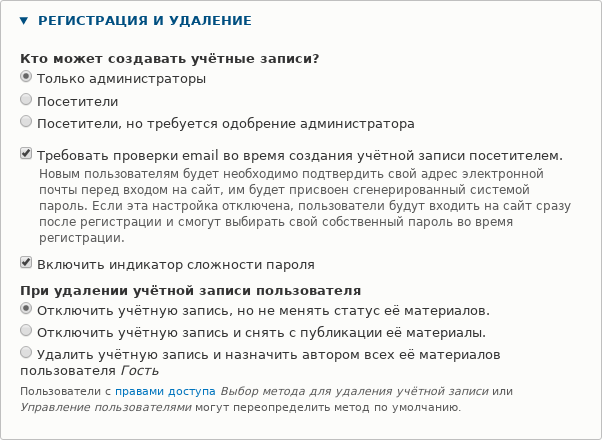 РЕГИСТРАЦИЯ И УДАЛЕНИЕ
Кто может создавать учётные записи?
Только администраторы
Посетители
Посетители, но требуется одобрение администратора
Требовать проверки email во время создания учётной записи посетителем.
Новым пользователям будет необходимо подтвердить свой адрес электронной
почты перед входом на сайт, им будет присвоен сгенерированный системой
пароль. Если эта настройка отключена, пользователи будут входить на сайт сразу
после регистрации и смогут выбирать свой собственный пароль во время
регистрации.
Включить индикатор сложности пароля
При удалении учётной записи пользователя
Отключить учётную запись, но не менять статус её материалов.
Отключить учётную запись и снять с публикации её материалы.
Удалить учётную запись и назначить автором всех её материалов
пользователя Гость
Пользователи с правами доступа Выбор метода для удаления учётной записи или
Управление пользователями могут переопределить метод по умолчанию.